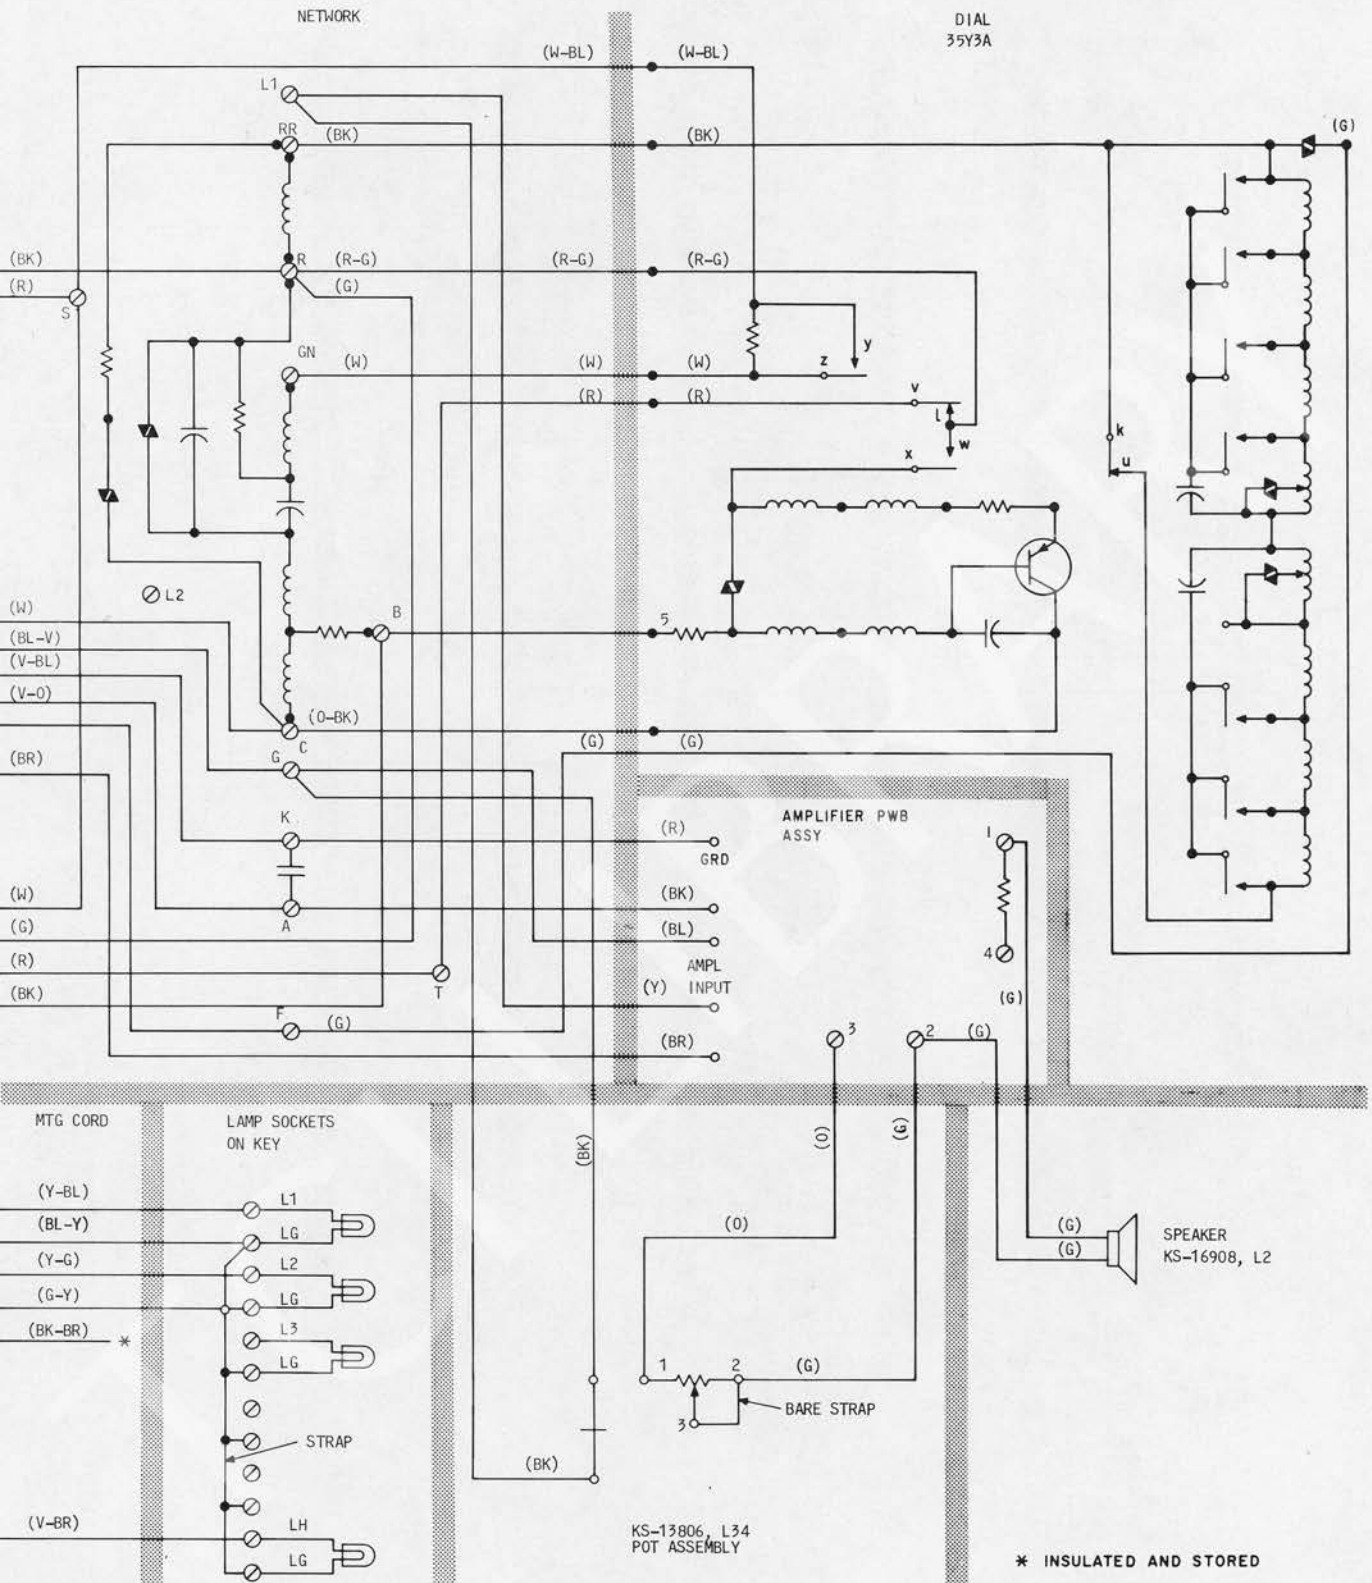 NETWORK
DIAL
35Y3A
(W-BL)
(W-BL)
L1
RR
(BK)
(BK)
(G)
(BK)
R
(R-G)
(R-G)
(R-G)
(R)
(G)
S
GN
(W)
(W)
(W)
z
y
(R)
(R)
v
l
w
k
x
u
L2
(W)
B
5
(BL-V)
(V-BL)
(V-O)
(O-BK)
C
(G)
(G)
G
(BR)
K
(R)
GRD
AMPLIFIER PWB
ASSY
1
(W)
A
(BK)
(G)
(BL)
(R)
T
AMPL
INPUT
4
(BK)
(Y)
(G)
F
(G)
(BR)
3
2
(G)
MTG CORD
LAMP SOCKETS
ON KEY
(BK)
(O)
(G)
(Y-BL)
L1
(BL-Y)
LG
(O)
(G)
(G)
SPEAKER
KS-16908, L2
(Y-G)
L2
(G-Y)
LG
(BK-BR)
*
L3
LG
1
2
(G)
3
BARE STRAP
STRAP
(BK)
(V-BR)
LH
LG
KS-13806, L34
POT ASSEMBLY
* INSULATED AND STORED